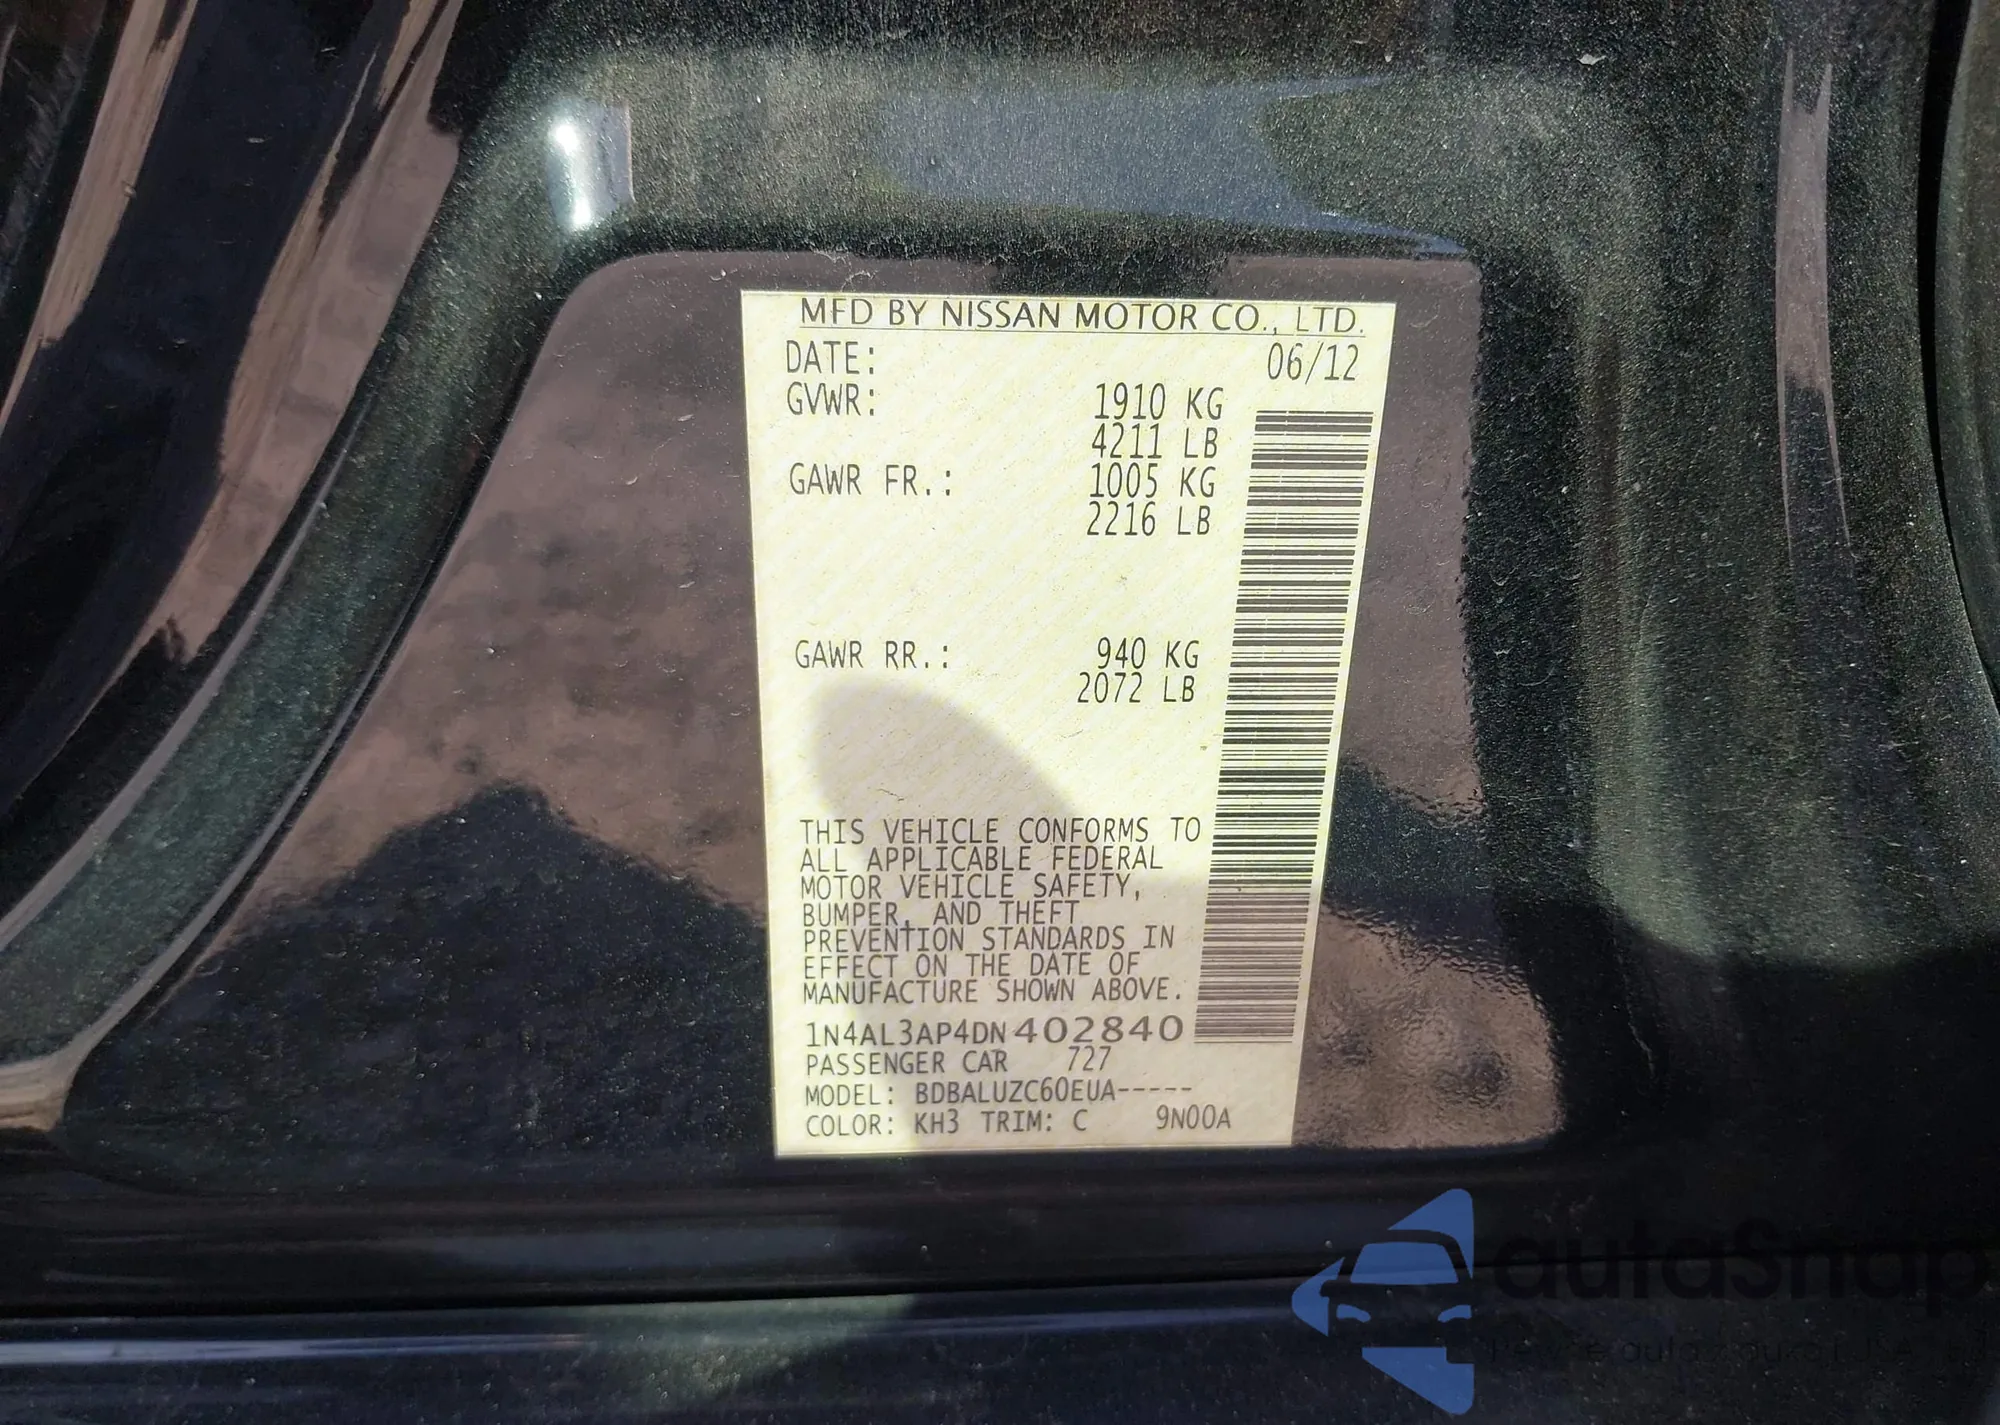 MFD BY NISSAN MOTOR CO., LTD.
DATE: 06/12
GVWR: 1910 KG
4211 LB
GAWR FR.: 1005 KG
2216 LB
GAWR RR.: 940 KG
2072 LB
THIS VEHICLE CONFORMS TO
ALL APPLICABLE FEDERAL
MOTOR VEHICLE SAFETY,
BUMPER, AND THEFT
PREVENTION STANDARDS IN
EFFECT ON THE DATE OF
MANUFACTURE SHOWN ABOVE.
1N4AL3AP4DN402840
PASSENGER CAR 727
MODEL: BDBALUZC60EUA-----
COLOR: KH3 TRIM: C 9N00A
autaSnap